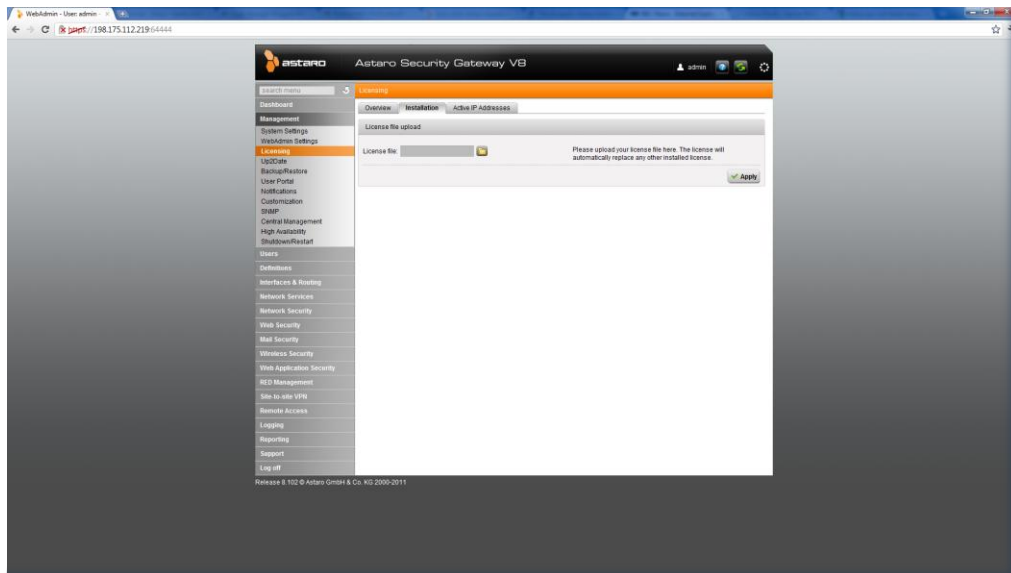 WebAdmin - User: admin
https://198.175.112.219:64444
astaro
Astaro Security Gateway V8
admin
search menu
Licensing
Dashboard
Overview
Installation
Active IP Addresses
Management
System Settings
WebAdmin Settings
Licensing
Up2Date
Backup/Restore
User Portal
Notifications
Customization
SNMP
Central Management
High Availability
Shutdown/Restart
License file upload
License file:
Please upload your license file here. The license will
automatically replace any other installed license.
Apply
Users
Definitions
Interfaces & Routing
Network Services
Network Security
Web Security
Mail Security
Wireless Security
Web Application Security
RED Management
Site-to-site VPN
Remote Access
Logging
Reporting
Support
Log off
Release 8.102 © Astaro GmbH & Co. KG 2000-2011